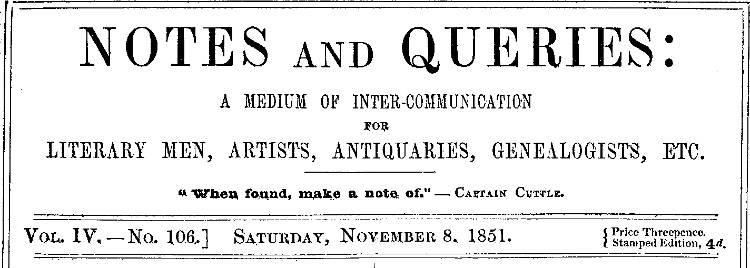 NOTES AND QUERIES:
A MEDIUM OF INTER-COMMUNICATION
FOR
LITERARY MEN, ARTISTS, ANTIQUARIES, GENEALOGISTS, ETC.
"When found, make a note of." — CAPTAIN CUTTLE.
VOL. IV. — No. 106.] SATURDAY, NOVEMBER 8. 1851. { Price Threepence.
{ Stamped Edition, 4d.